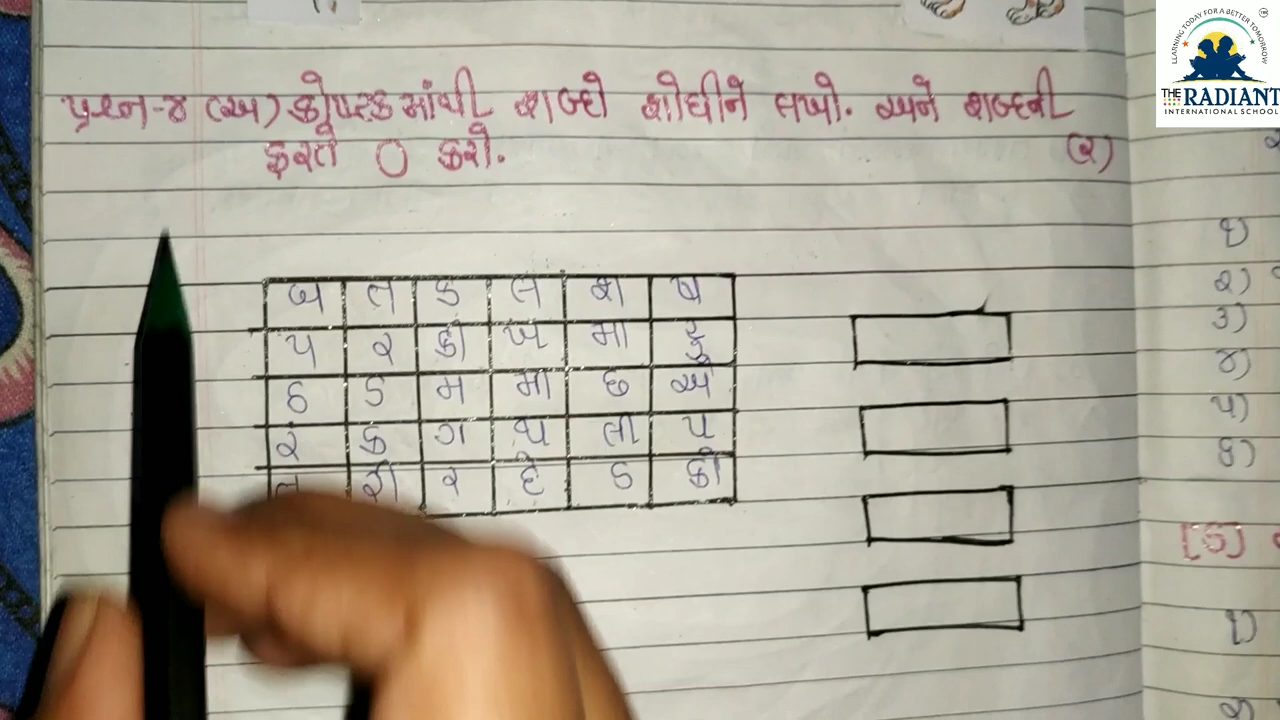 પ્રશ્ન-૪ (અ) કોષ્ટકમાંથી શબ્દો શોધીને લખો. અને શબ્દની
ફરતે O કરો. (૨)
LEARNING TODAY FOR A BETTER TOMORROW
THE RADIANT
INTERNATIONAL SCHOOL
બ ત ક લ શ ષ
પ ર કા ખ મા
ઠ ડ મ મા છ અ
ર ક ગ થ લી પ
રો ર હે ડ કો
૧)
૨)
૩)
૪)
૫)
૬)
[ડ]
૧)